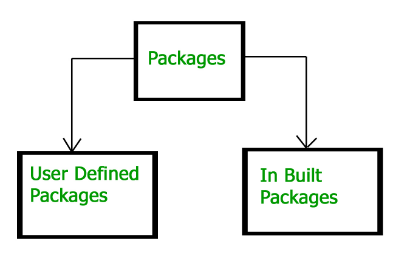 Packages
User Defined
Packages
In Built
Packages